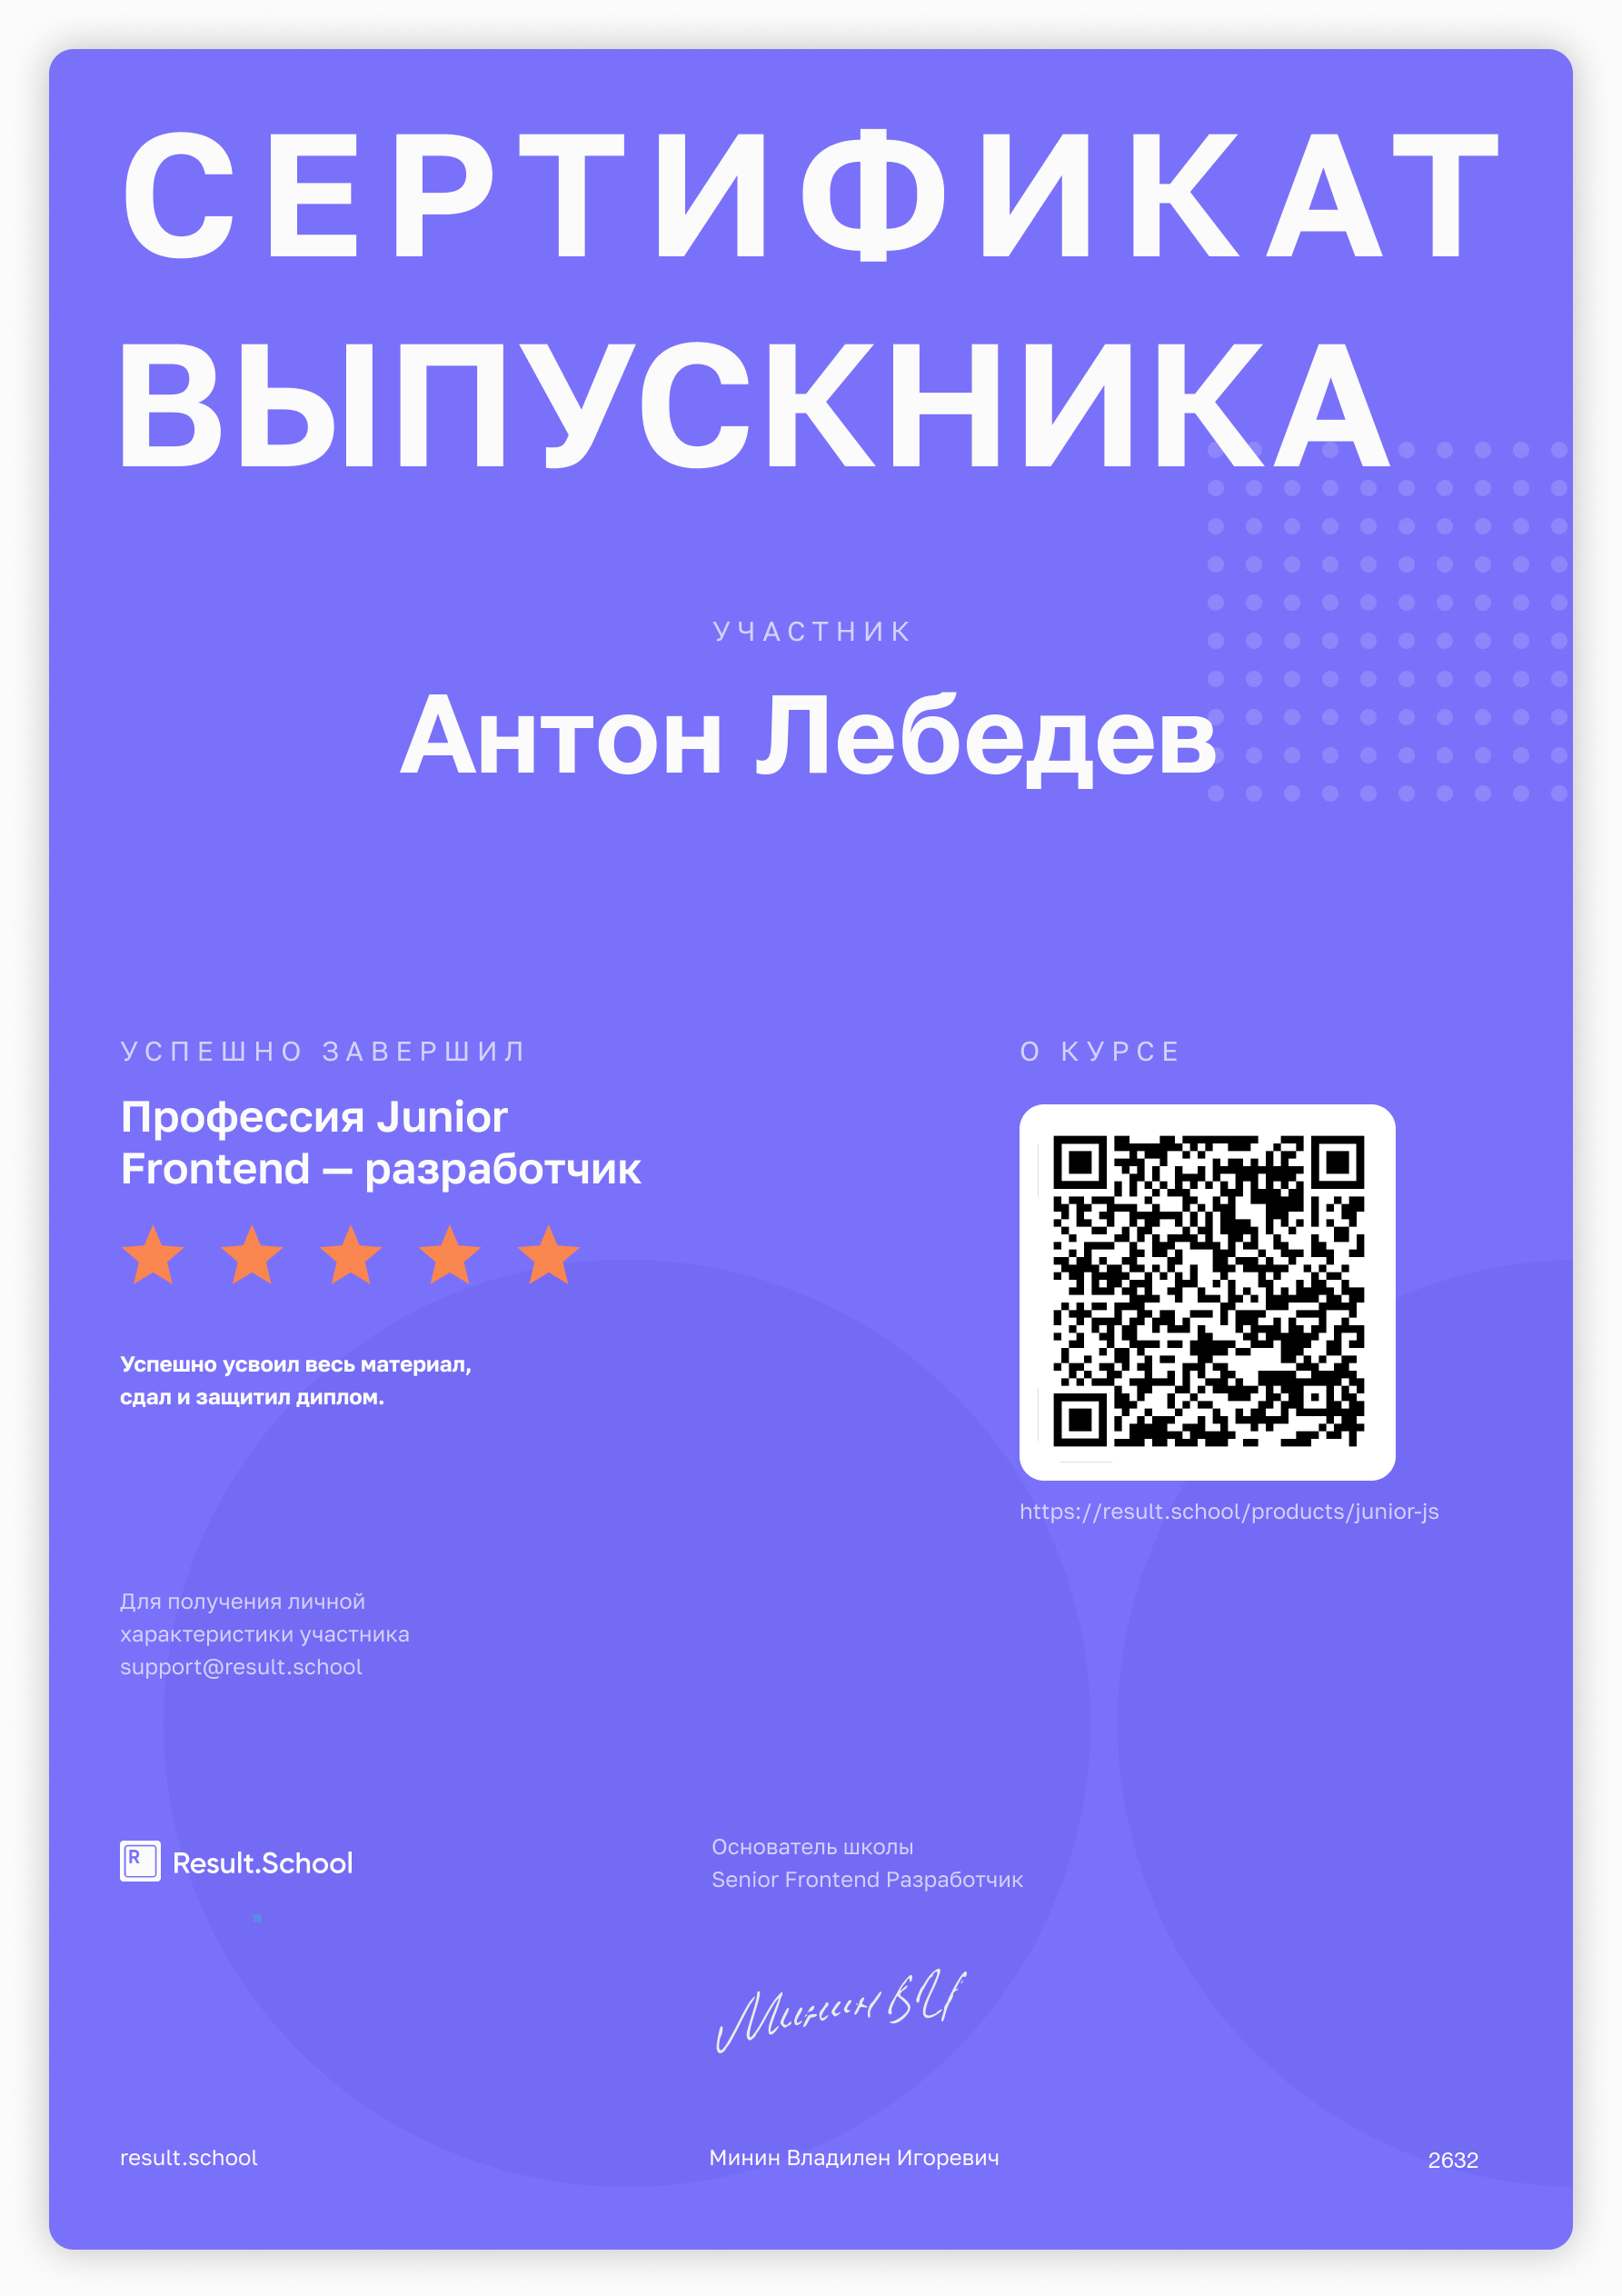 СЕРТИФИКАТ
ВЫПУСКНИКА
УЧАСТНИК
Антон Лебедев
УСПЕШНО ЗАВЕРШИЛ
Профессия Junior
Frontend — разработчик
Успешно усвоил весь материал,
сдал и защитил диплом.
О КУРСЕ
https://result.school/products/junior-js
Для получения личной
характеристики участника
support@result.school
R Result.School
Основатель школы
Senior Frontend Разработчик
Минин ВИ
result.school
Минин Владилен Игоревич
2632